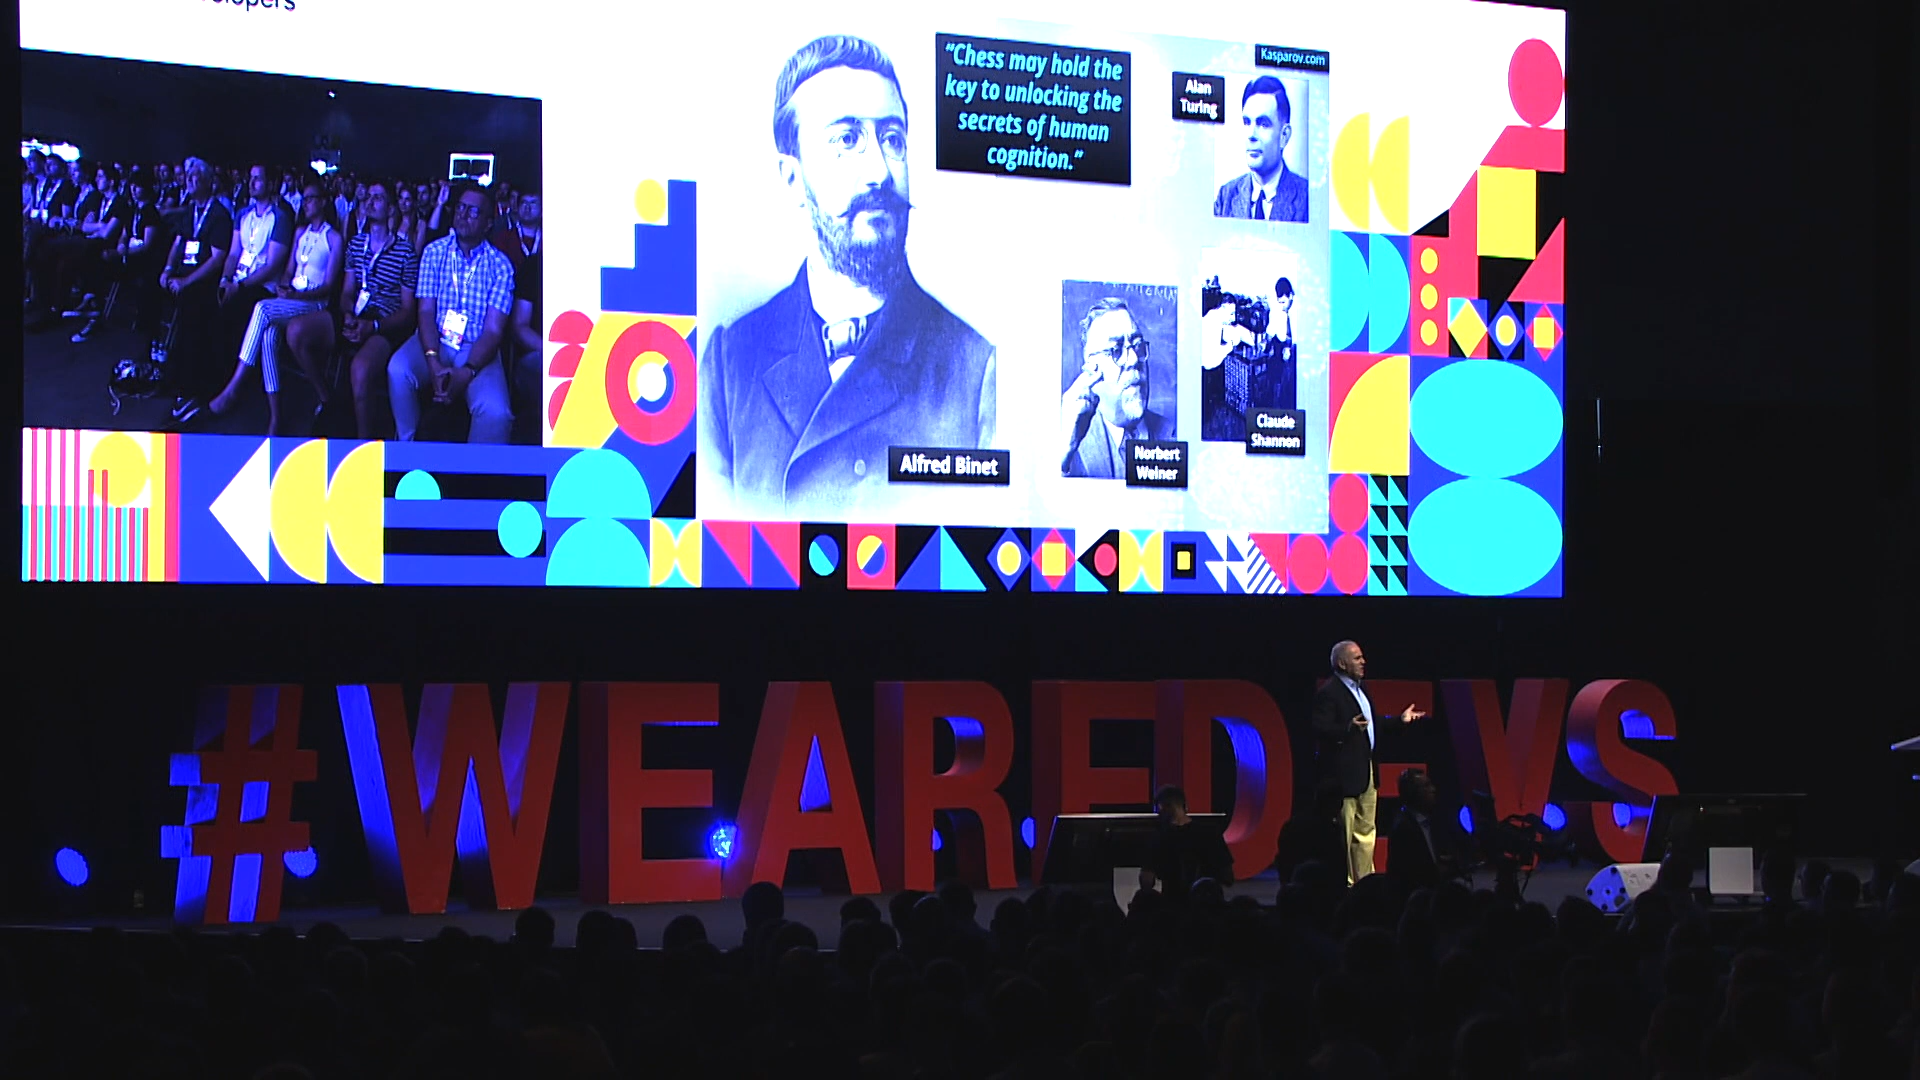 "Chess may hold the
key to unlocking the
secrets of human
cognition."
Kasparov.com
Alan
Turing
Claude
Shannon
Norbert
Weiner
Alfred Binet
#WEAREDEVS